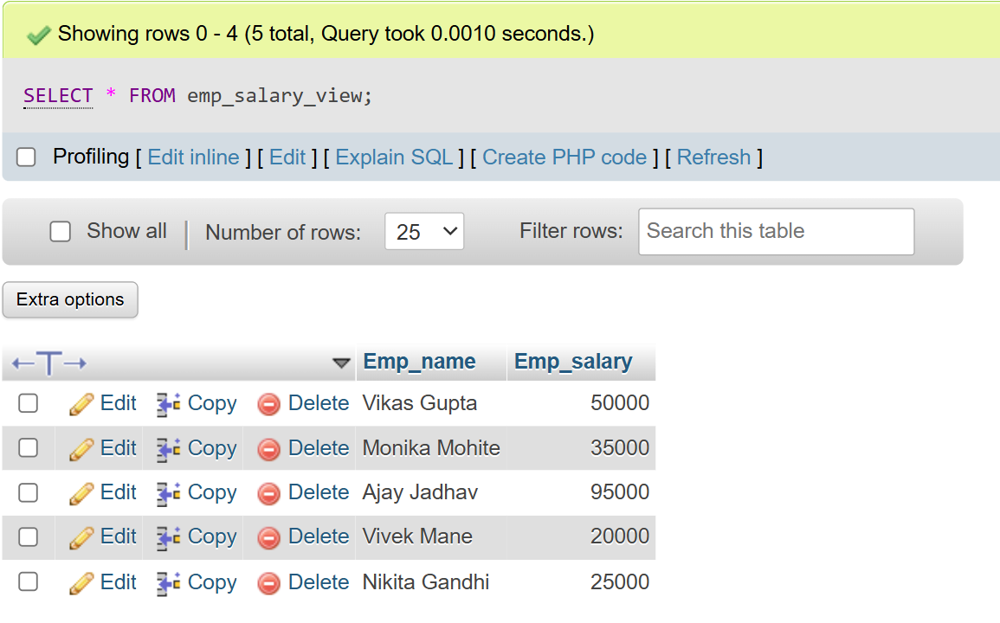 Showing rows 0 - 4 (5 total, Query took 0.0010 seconds.)
SELECT * FROM emp_salary_view;
Profiling [ Edit inline ] [ Edit ] [ Explain SQL ] [ Create PHP code ] [ Refresh ]
Show all | Number of rows: 25 Filter rows: Search this table
Extra options
←T→ Emp_name Emp_salary
Edit Copy Delete Vikas Gupta 50000
Edit Copy Delete Monika Mohite 35000
Edit Copy Delete Ajay Jadhav 95000
Edit Copy Delete Vivek Mane 20000
Edit Copy Delete Nikita Gandhi 25000